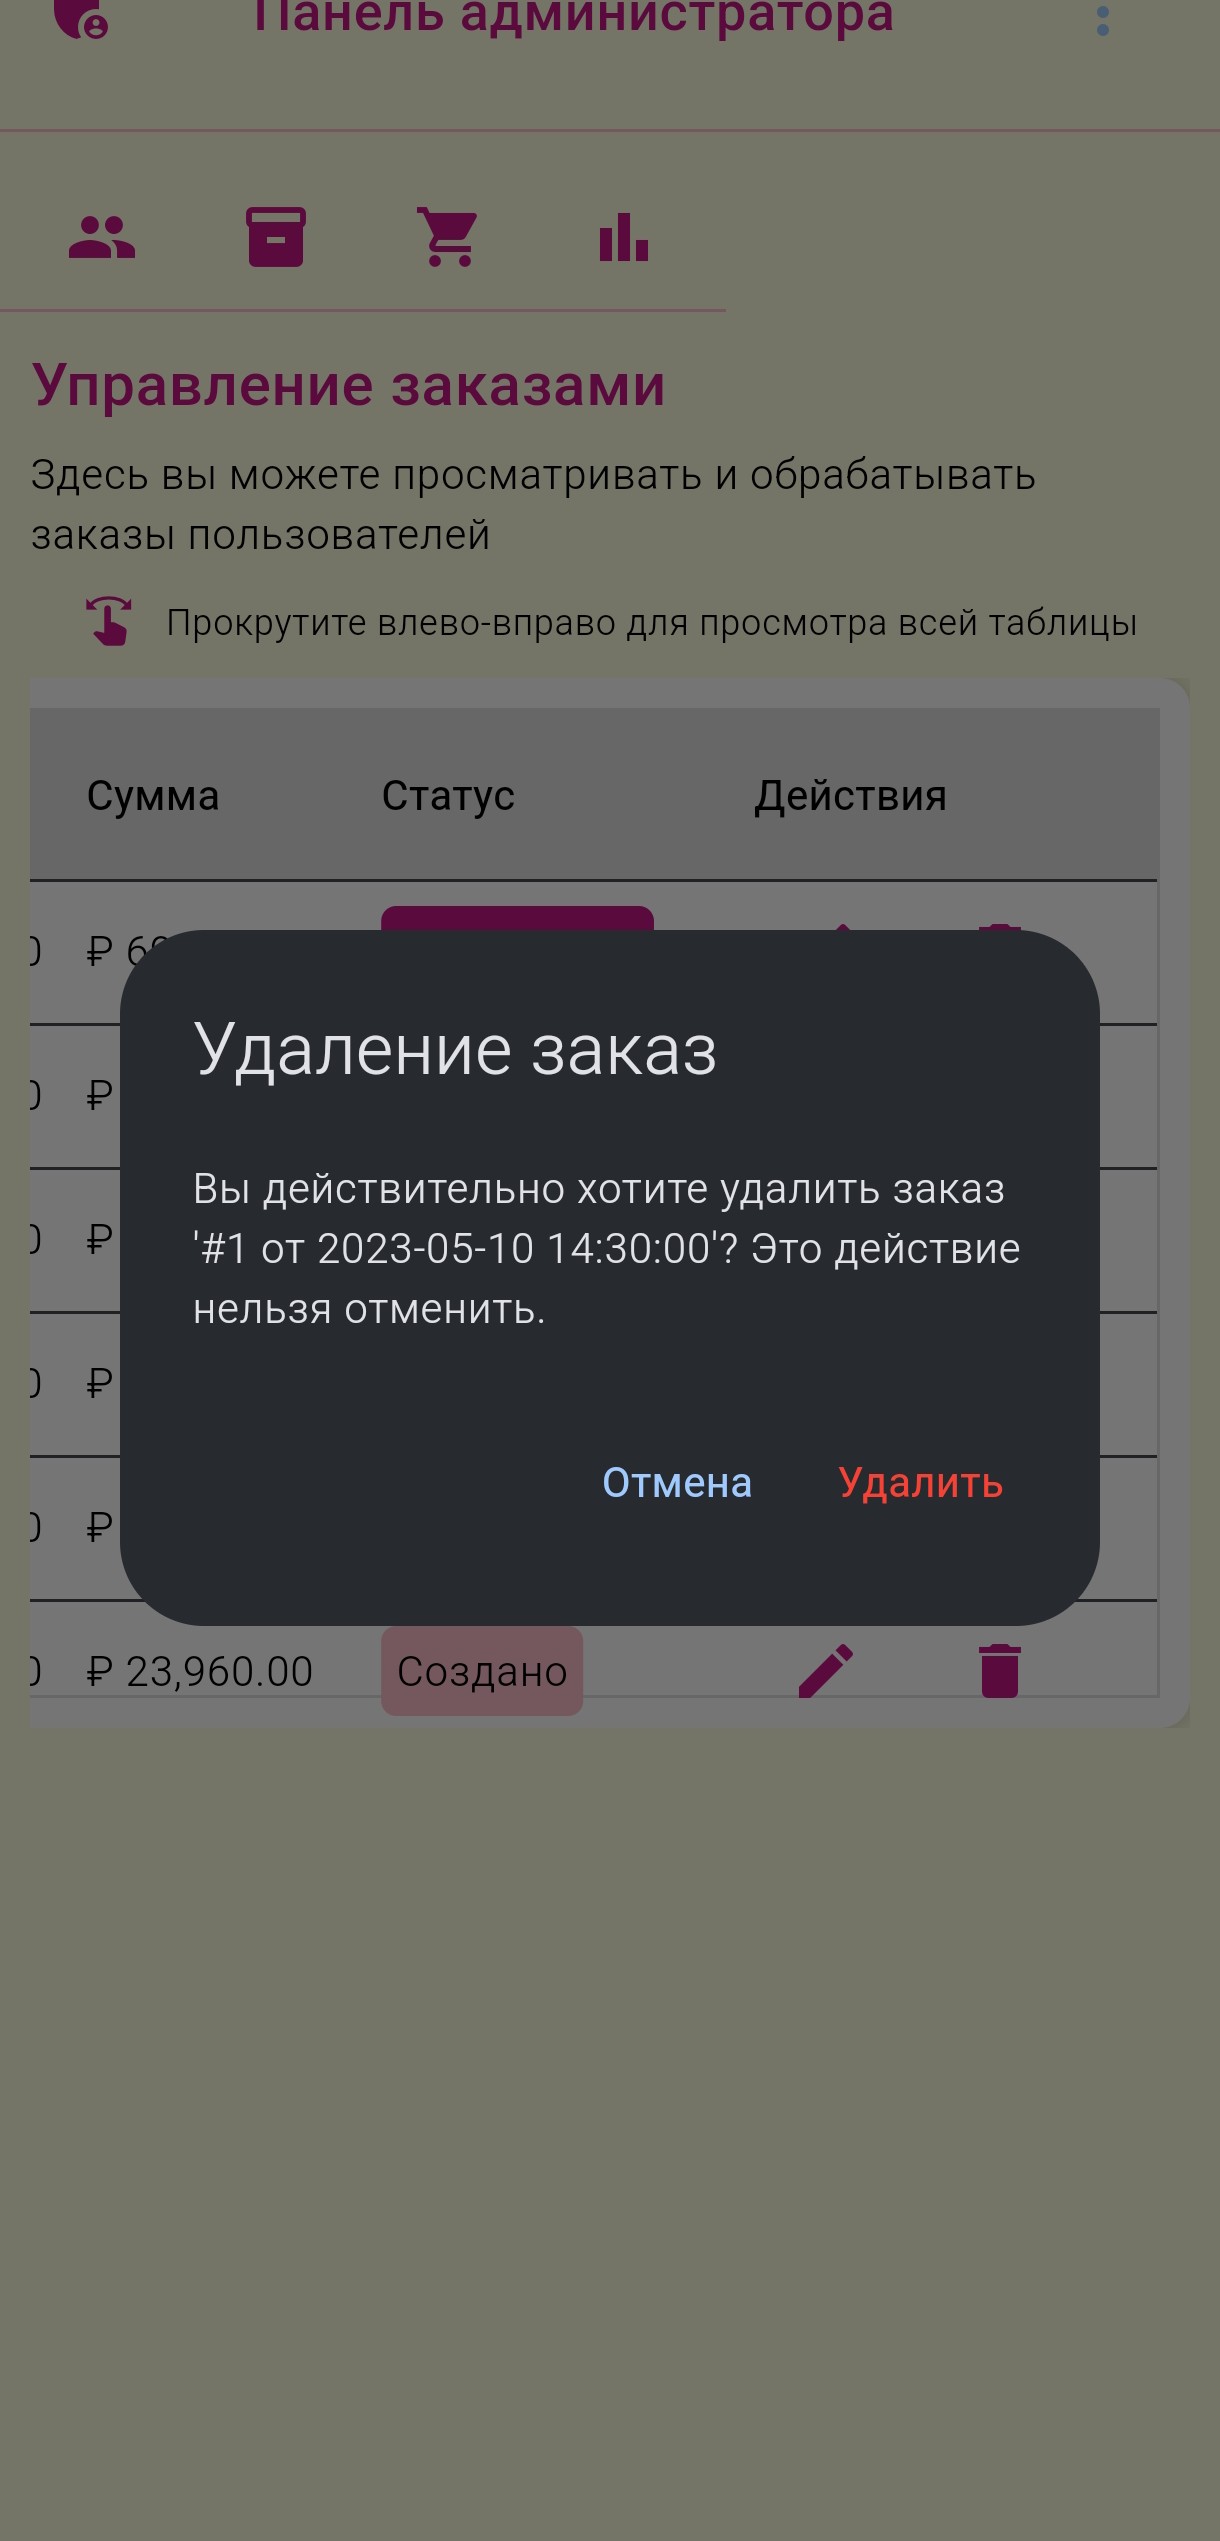 Панель администратора
Управление заказами
Здесь вы можете просматривать и обрабатывать
заказы пользователей
Прокрутите влево-вправо для просмотра всей таблицы
Сумма Статус Действия
₽
Удаление заказ
₽
Вы действительно хотите удалить заказ
₽
'#1 от 2023-05-10 14:30:00'? Это действие
нельзя отменить.
₽
Отмена Удалить
₽
₽ 23,960.00 Создано